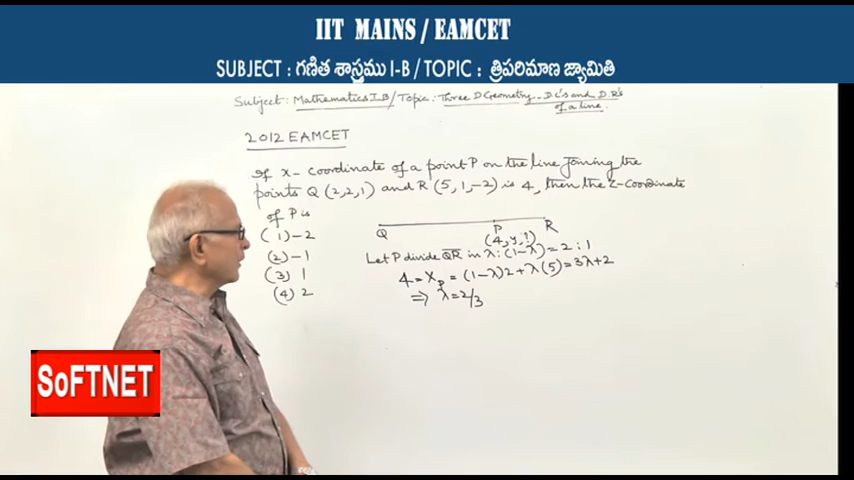 IIT MAINS / EAMCET
SUBJECT : గణిత శాస్త్రము I-B / TOPIC : త్రిపరిమాణ జ్యామితి
Subject: Mathematics IB / Topic: Three D Geometry - D.C's and D.R's
of a line.
2012 EAMCET
If x-coordinate of a point P on the line joining the
points Q (2,2,1) and R (5,1,-2) is 4, then the Z-coordinate
of P is
(1) -2
(2) -1
(3) 1
(4) 2
Q P R
(4, y, ?)
Let P divide QR in λ : (1-λ) = 2 : 1
4 = X_P = (1-λ)2 + λ(5) = 3λ+2
⇒ λ = 2/3
SoFTNET